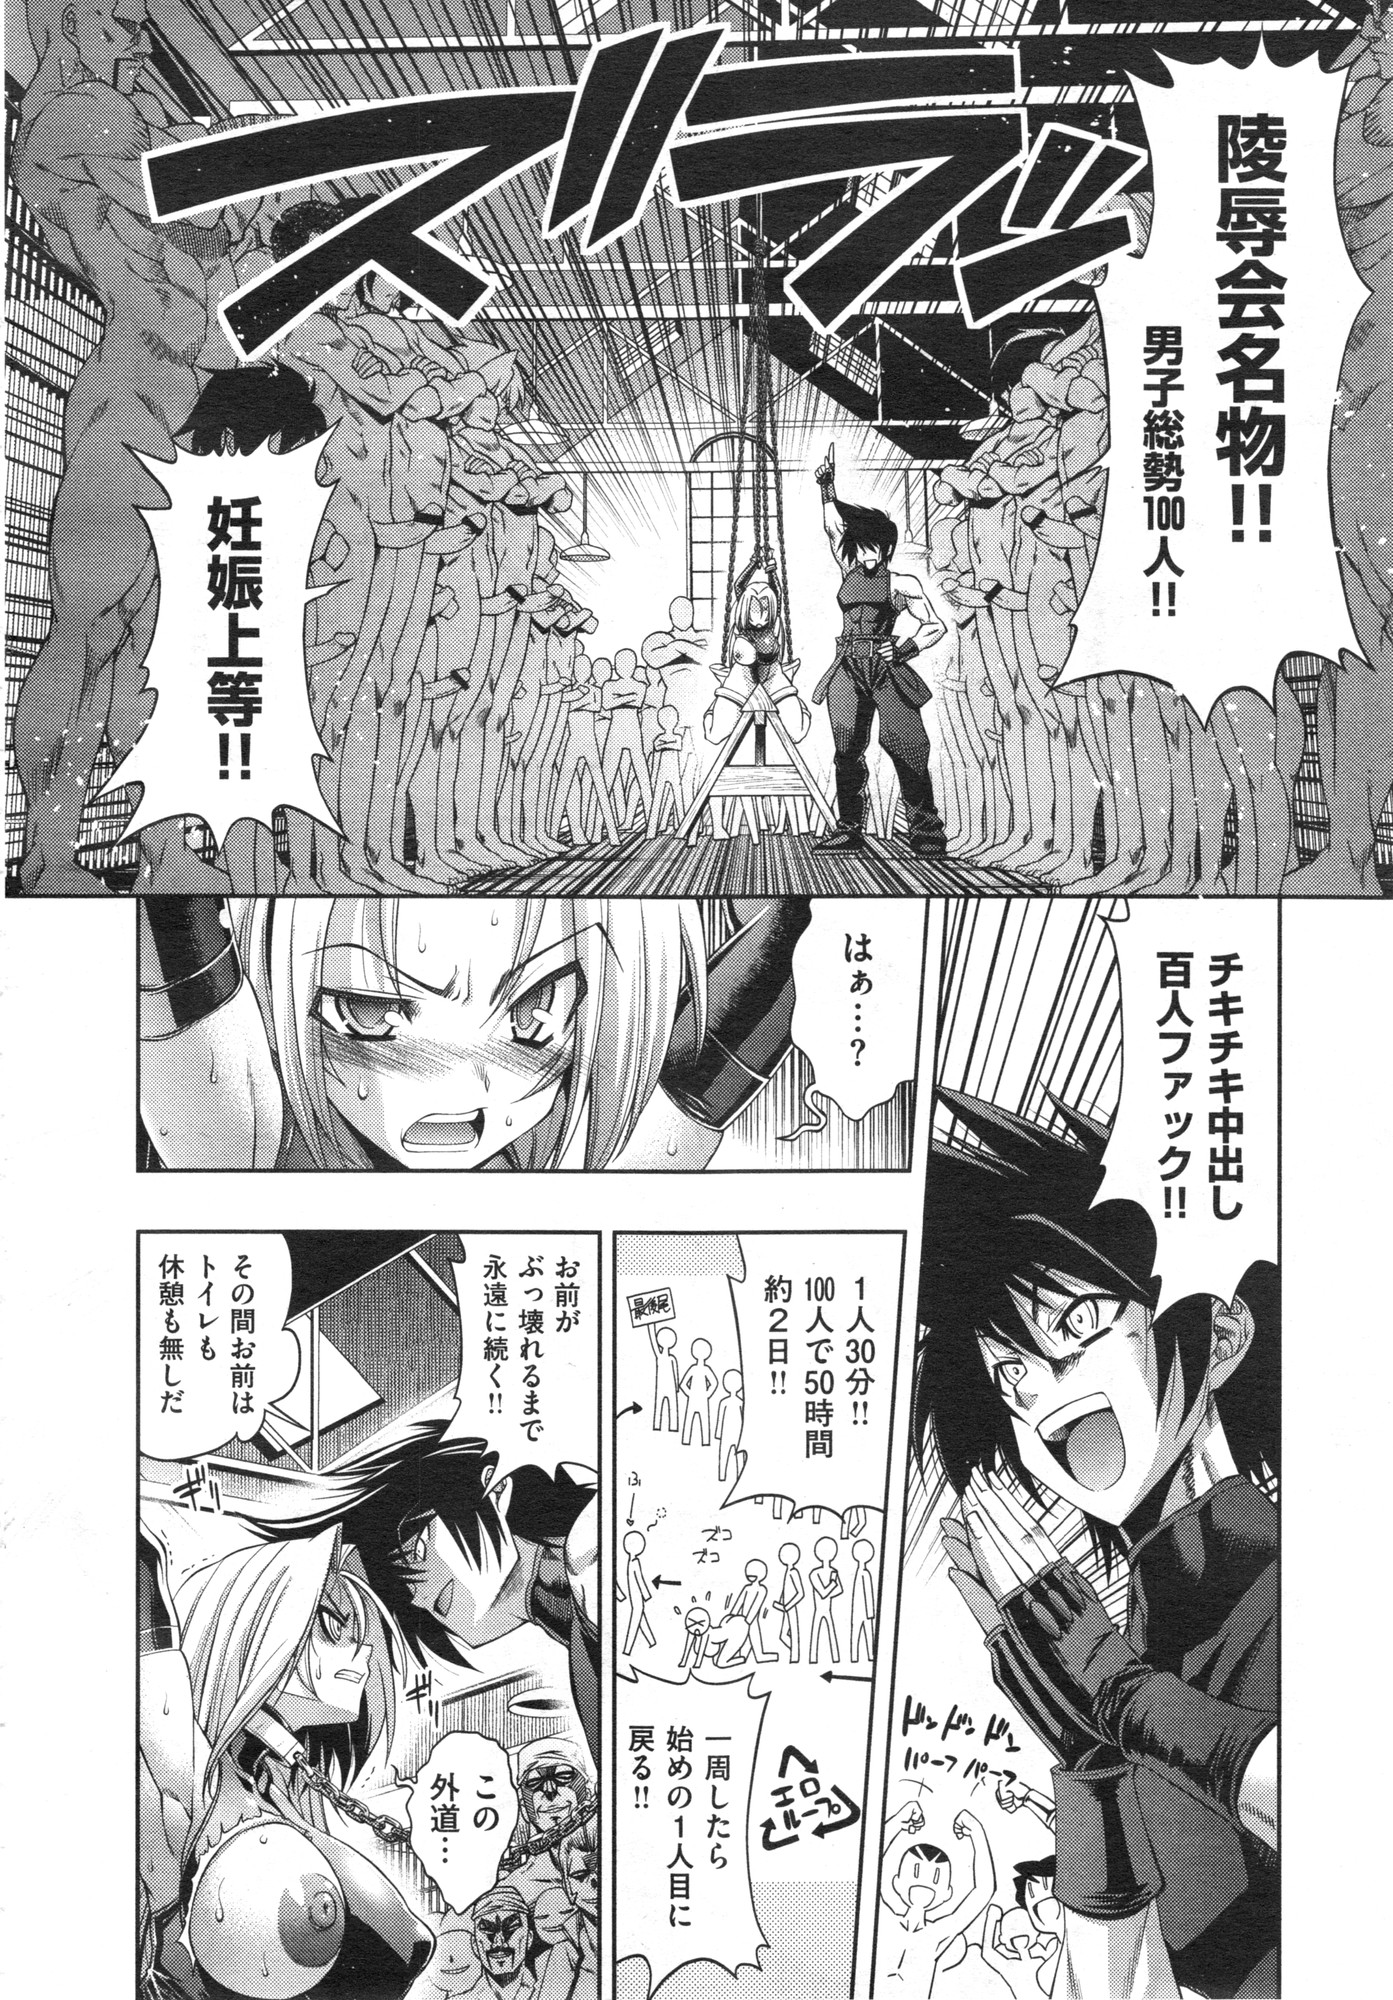 陵辱会名物!!
男子総勢100人!!
ズラッ
妊娠上等!!
チキチキ中出し
百人ファック!!
はぁ…?
ドンドンドン
パーフパーフ
1人30分!!
100人で50時間
約2日!!
最後尾
ふぃ
ズコ
ズコ
エロ
ループ
一周したら
始めの1人目に
戻る!!
お前が
ぶっ壊れるまで
永遠に続く!!
その間お前は
トイレも
休憩も無しだ
この
外道…